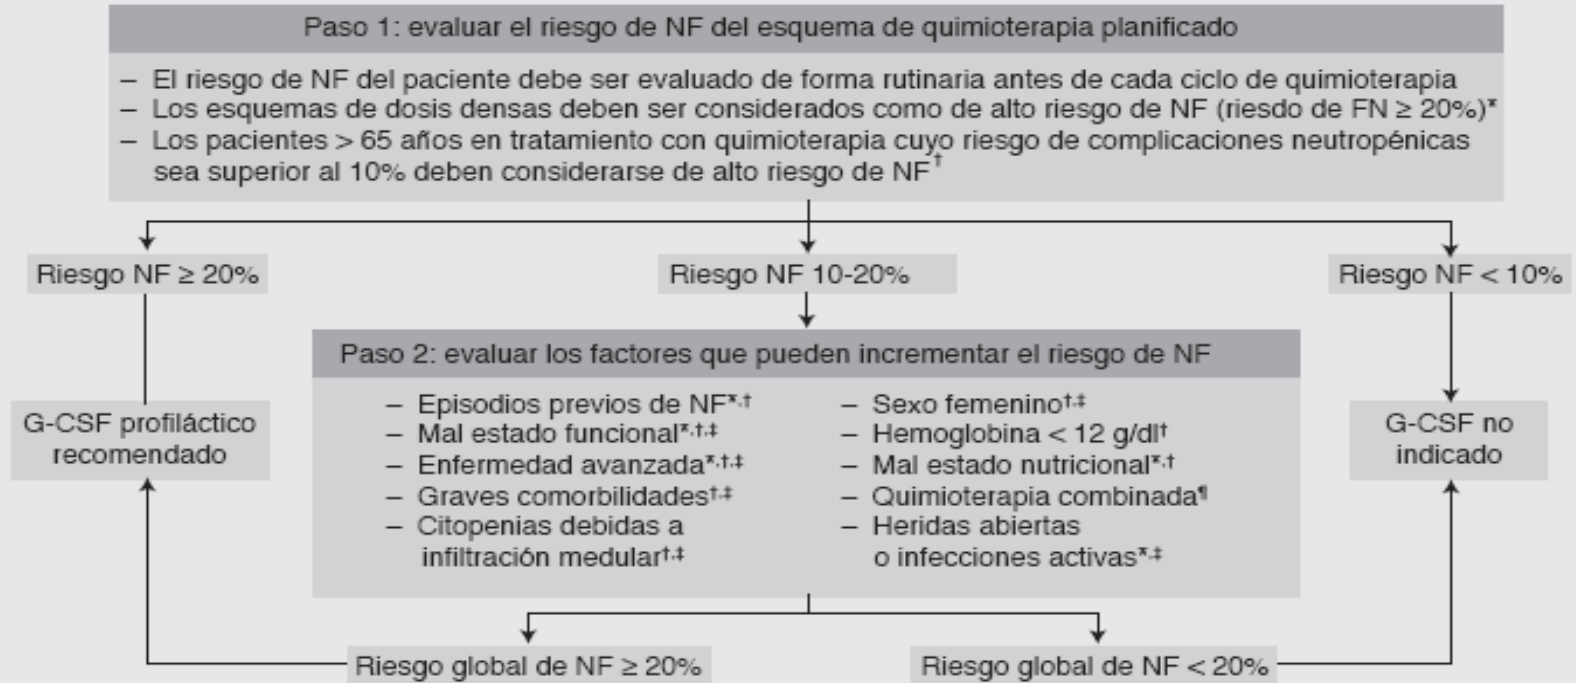 Paso 1: evaluar el riesgo de NF del esquema de quimioterapia planificado
– El riesgo de NF del paciente debe ser evaluado de forma rutinaria antes de cada ciclo de quimioterapia
– Los esquemas de dosis densas deben ser considerados como de alto riesgo de NF (riesdo de FN ≥ 20%)*
– Los pacientes > 65 años en tratamiento con quimioterapia cuyo riesgo de complicaciones neutropénicas
sea superior al 10% deben considerarse de alto riesgo de NF†
Riesgo NF ≥ 20%
Riesgo NF 10-20%
Riesgo NF < 10%
Paso 2: evaluar los factores que pueden incrementar el riesgo de NF
– Episodios previos de NF*,†
– Mal estado funcional*,†,‡
– Enfermedad avanzada*,†,‡
– Graves comorbilidades†,‡
– Citopenias debidas a
infiltración medular†,‡
– Sexo femenino†,‡
– Hemoglobina < 12 g/dl†
– Mal estado nutricional*,†
– Quimioterapia combinada¶
– Heridas abiertas
o infecciones activas*,‡
G-CSF profiláctico
recomendado
G-CSF no
indicado
Riesgo global de NF ≥ 20%
Riesgo global de NF < 20%